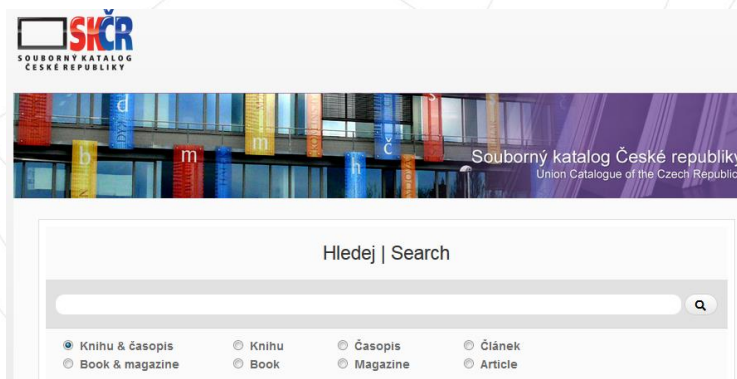 SKČR
SOUBORNÝ KATALOG
ČESKÉ REPUBLIKY
d
b
m
m
h
č
s
Souborný katalog České republiky
Union Catalogue of the Czech Republic
Hledej | Search
Knihu & časopis
Knihu
Časopis
Článek
Book & magazine
Book
Magazine
Article